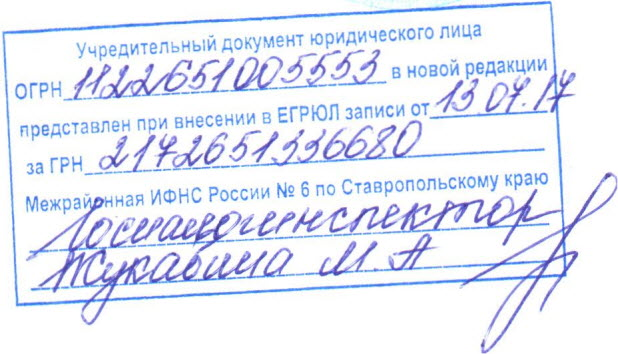 Учредительный документ юридического лица
ОГРН 1122651005553 в новой редакции
представлен при внесении в ЕГРЮЛ записи от 13.07.17
за ГРН 2172651336680
Межрайонная ИФНС России № 6 по Ставропольскому краю
Госналогинспектор
Жукавина М. А